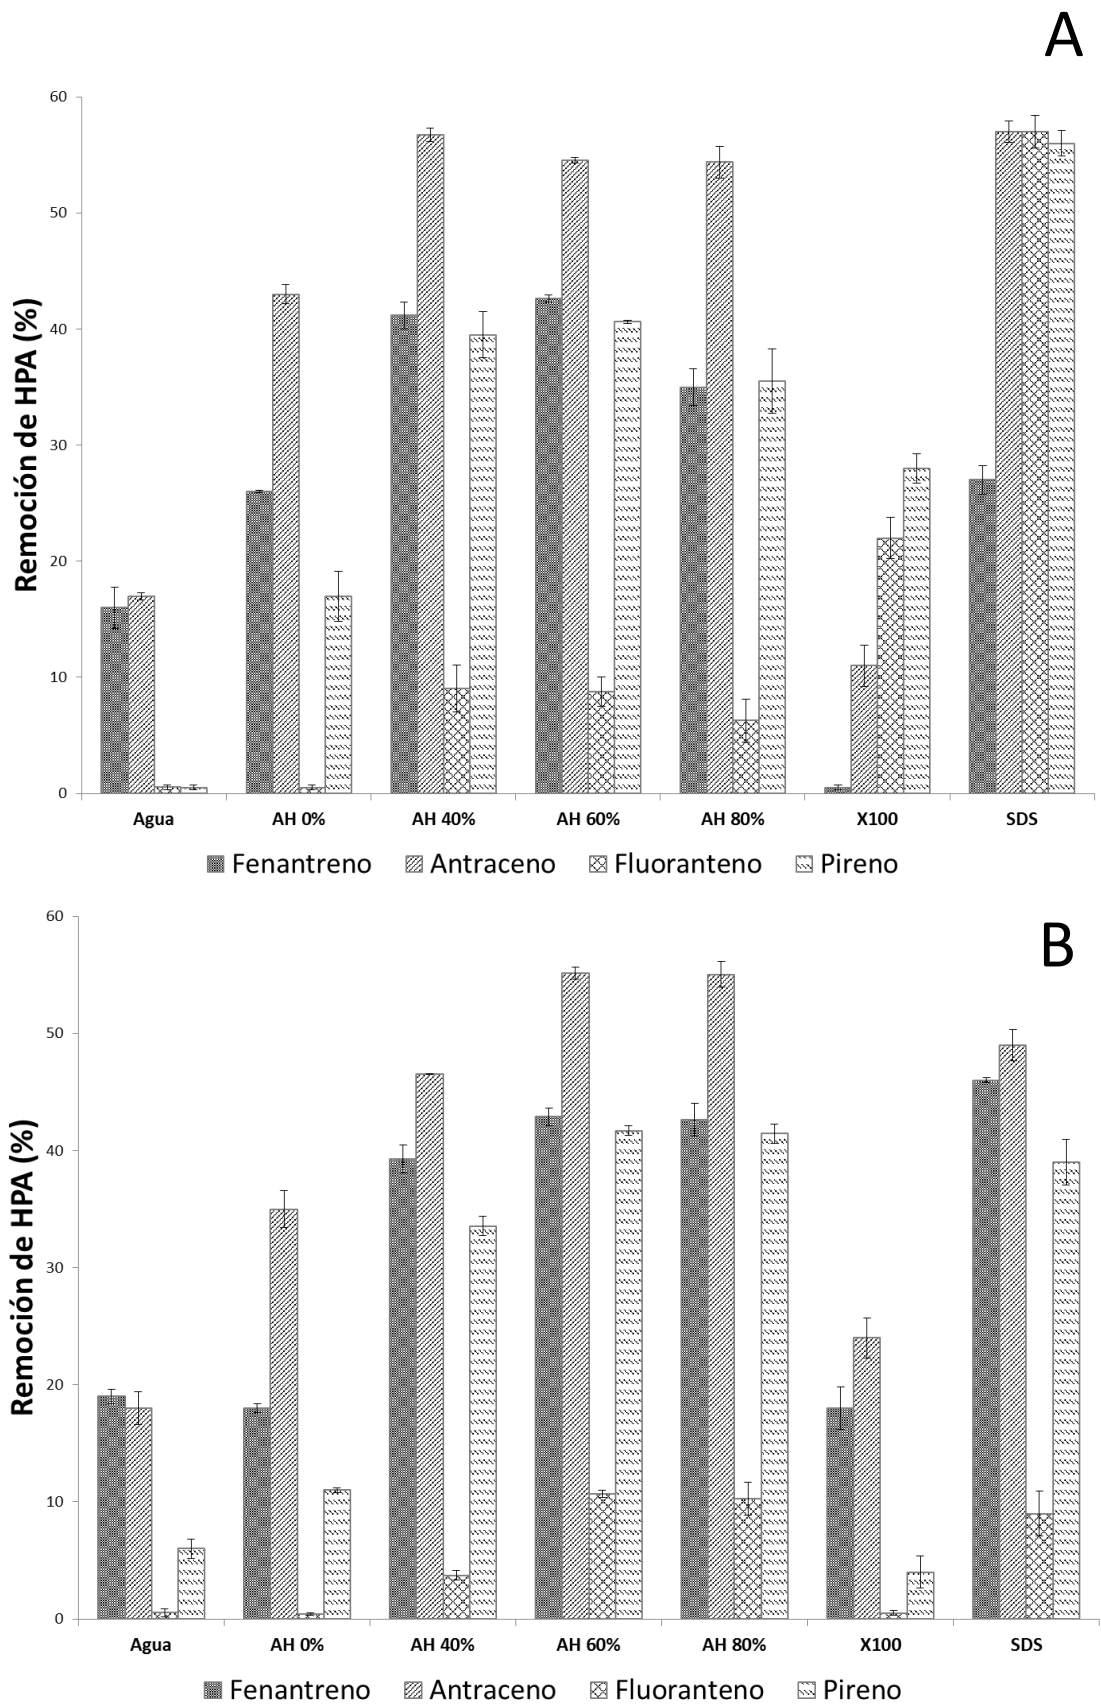 A
Remoción de HPA (%)
60
50
40
30
20
10
0
Agua AH 0% AH 40% AH 60% AH 80% X100 SDS
Fenantreno Antraceno Fluoranteno Pireno
B
Remoción de HPA (%)
60
50
40
30
20
10
0
Agua AH 0% AH 40% AH 60% AH 80% X100 SDS
Fenantreno Antraceno Fluoranteno Pireno